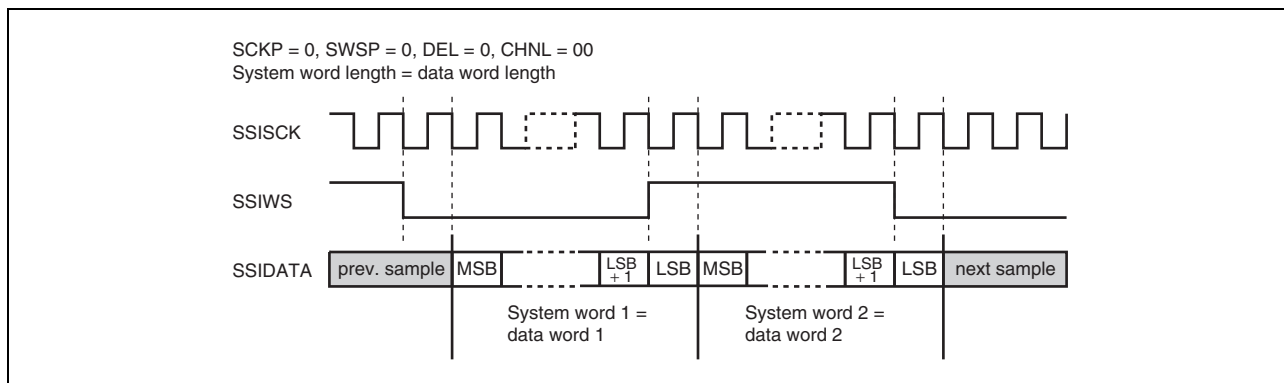 SCKP = 0, SWSP = 0, DEL = 0, CHNL = 00
System word length = data word length
SSISCK
SSIWS
SSIDATA
prev. sample
MSB
LSB
+ 1
LSB
MSB
LSB
+ 1
LSB
next sample
System word 1 =
data word 1
System word 2 =
data word 2